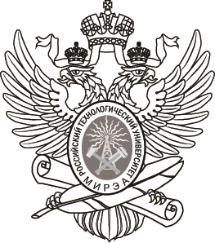 РОССИЙСКИЙ ТЕХНОЛОГИЧЕСКИЙ УНИВЕРСИТЕТ
МИРЭА